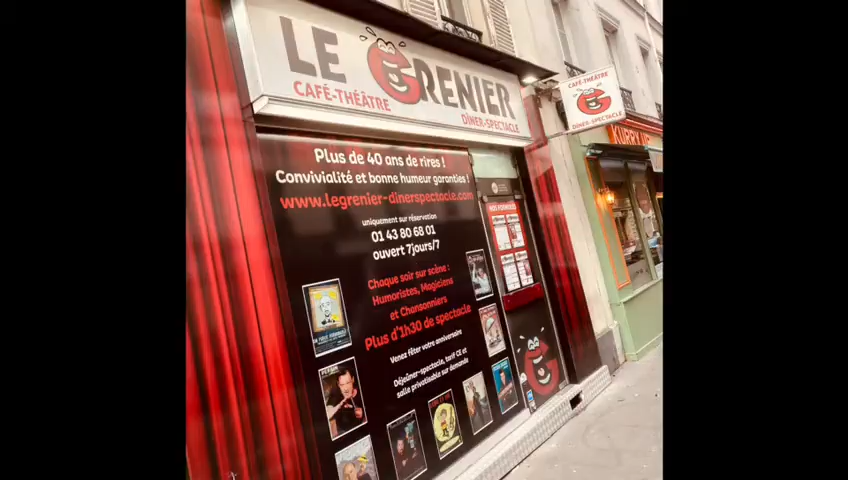 LE GRENIER
CAFÉ-THÉÂTRE
DÎNER-SPECTACLE
CAFÉ-THÉÂTRE
DÎNER-SPECTACLE
KURRY
Plus de 40 ans de rires !
Convivialité et bonne humeur garanties !
www.legrenier-dinerspectacle.com
uniquement sur réservation
01 43 80 68 01
ouvert 7jours/7
Chaque soir sur scène :
Humoristes, Magiciens
et Chansonniers
Plus d'1h30 de spectacle
Venez fêter votre anniversaire
Déjeûner-spectacle, tarif CE et
salle privatisable sur demande
NOS FORMULES